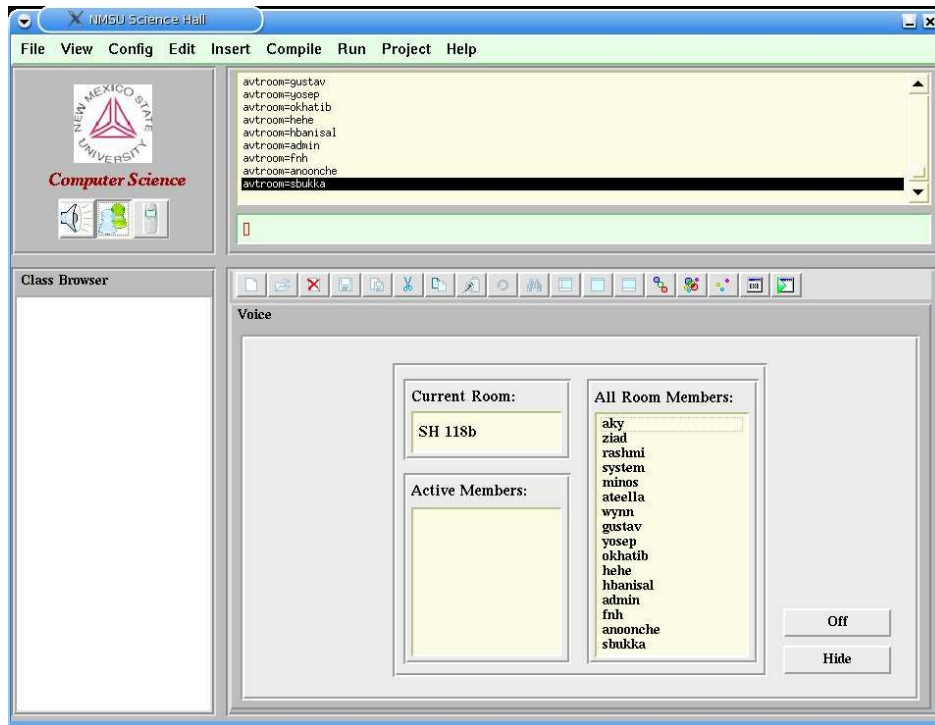 NMSU Science Hall
File View Config Edit Insert Compile Run Project Help
NEW MEXICO STATE UNIVERSITY
Computer Science
avtroom=gustav
avtroom=yosep
avtroom=okhatib
avtroom=hehe
avtroom=hbanisal
avtroom=admin
avtroom=fnh
avtroom=anoonche
avtroom=sbukka
Class Browser
Voice
Current Room:
SH 118b
Active Members:
All Room Members:
aky
ziad
rashmi
system
minos
ateella
wynn
gustav
yosep
okhatib
hehe
hbanisal
admin
fnh
anoonche
sbukka
Off
Hide